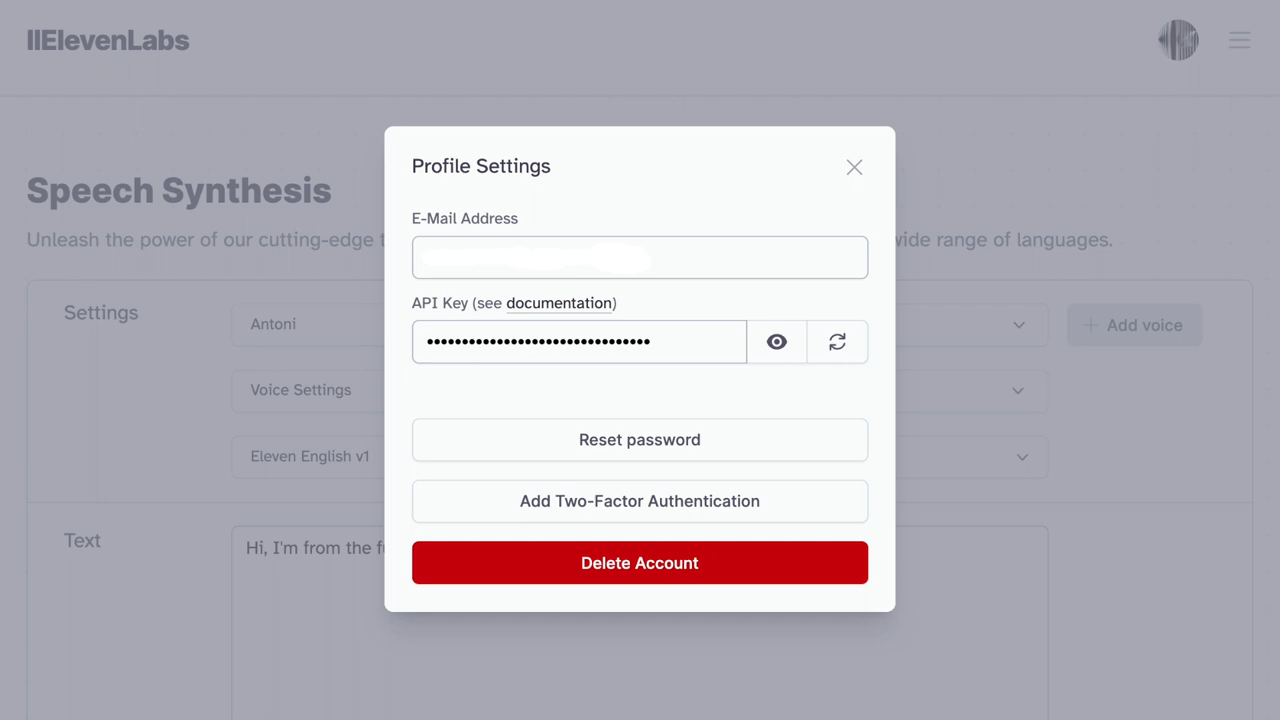 IIElevenLabs
Speech Synthesis
Unleash the power of our cutting-edge
wide range of languages.
Settings
Antoni
+ Add voice
Voice Settings
Eleven English v1
Text
Hi, I'm from the
Profile Settings
E-Mail Address
API Key (see documentation)
••••••••••••••••••••••••••••••••
Reset password
Add Two-Factor Authentication
Delete Account